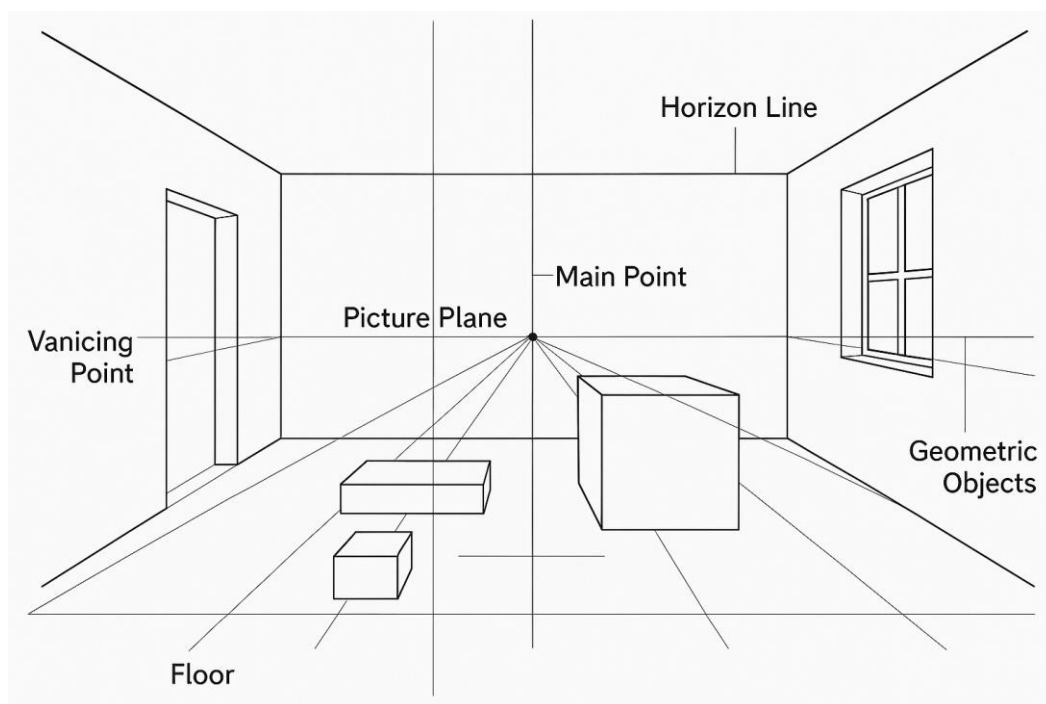 Horizon Line
Main Point
Picture Plane
Vanicing
Point
Geometric
Objects
Floor